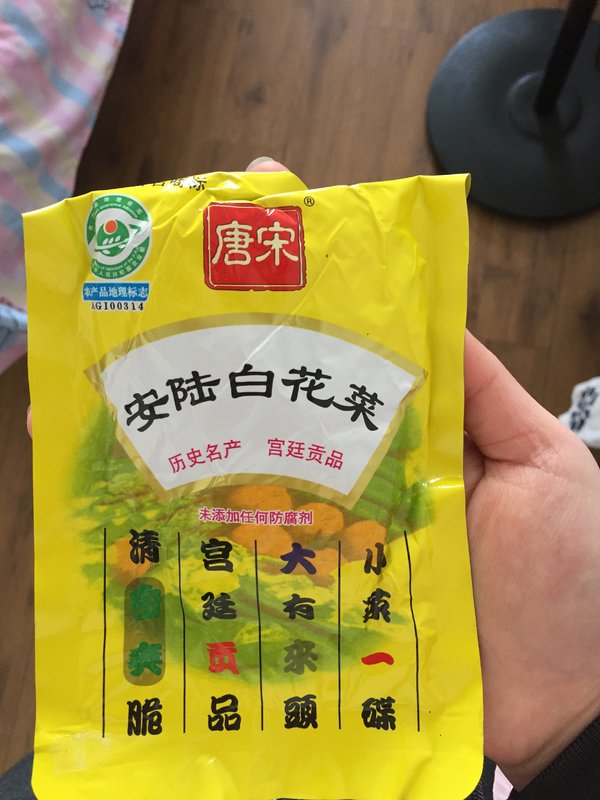 唐宋
®
农产品地理标志
AGI00314
安陆白花菜
历史名产 宫廷贡品
未添加任何防腐剂
小菜一碟
大有来頭
宫廷贡品
清香爽脆